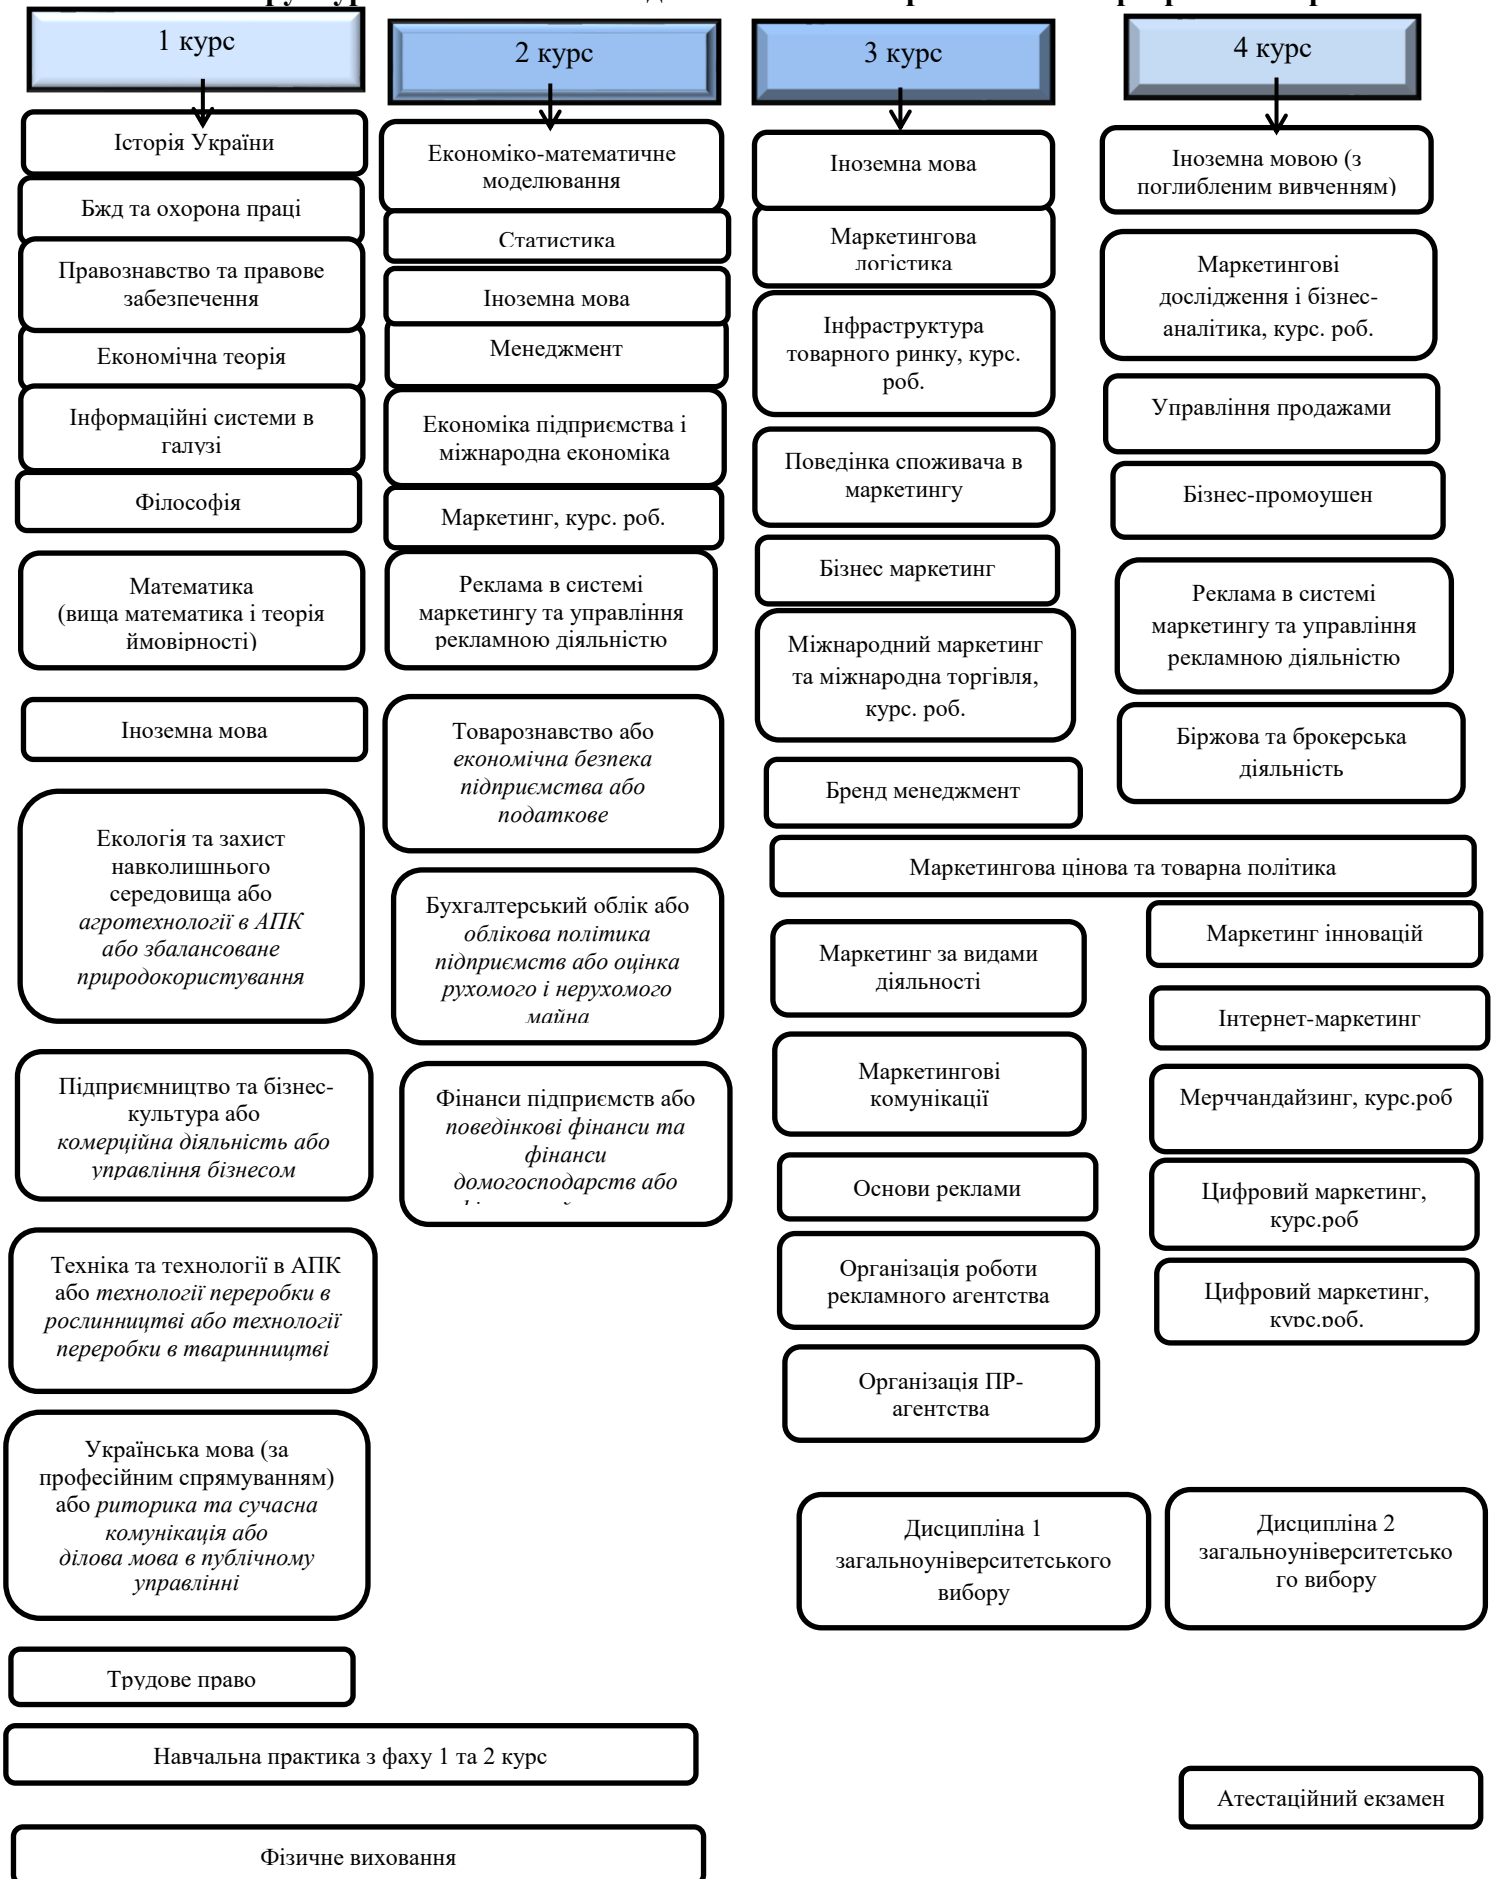 1 курс
Історія України
Бжд та охорона праці
Правознавство та правове
забезпечення
Економічна теорія
Інформаційні системи в
галузі
Філософія
Математика
(вища математика і теорія
ймовірності)
Іноземна мова
Екологія та захист
навколишнього
середовища або
агротехнології в АПК
або збалансоване
природокористування
Підприємництво та бізнес-
культура або
комерційна діяльність або
управління бізнесом
Техніка та технології в АПК
або технології переробки в
рослинництві або технології
переробки в тваринництві
Українська мова (за
професійним спрямуванням)
або риторика та сучасна
комунікація або
ділова мова в публічному
управлінні
Трудове право
2 курс
Економіко-математичне
моделювання
Статистика
Іноземна мова
Менеджмент
Економіка підприємства і
міжнародна економіка
Маркетинг, курс. роб.
Реклама в системі
маркетингу та управління
рекламною діяльністю
Товарознавство або
економічна безпека
підприємства або
податкове
Бухгалтерський облік або
облікова політика
підприємств або оцінка
рухомого і нерухомого
майна
Фінанси підприємств або
поведінкові фінанси та
фінанси
домогосподарств або
3 курс
Іноземна мова
Маркетингова
логістика
Інфраструктура
товарного ринку, курс.
роб.
Поведінка споживача в
маркетингу
Бізнес маркетинг
Міжнародний маркетинг
та міжнародна торгівля,
курс. роб.
Бренд менеджмент
Маркетингова цінова та товарна політика
Маркетинг за видами
діяльності
Маркетингові
комунікації
Основи реклами
Організація роботи
рекламного агентства
Організація ПР-
агентства
Дисципліна 1
загальноуніверситетського
вибору
4 курс
Іноземна мовою (з
поглибленим вивченням)
Маркетингові
дослідження і бізнес-
аналітика, курс. роб.
Управління продажами
Бізнес-промоушен
Реклама в системі
маркетингу та управління
рекламною діяльністю
Біржова та брокерська
діяльність
Маркетинг інновацій
Інтернет-маркетинг
Мерччандайзинг, курс.роб
Цифровий маркетинг,
курс.роб
Цифровий маркетинг,
курс.роб.
Дисципліна 2
загальноуніверситетсько
го вибору
Навчальна практика з фаху 1 та 2 курс
Атестаційний екзамен
Фізичне виховання